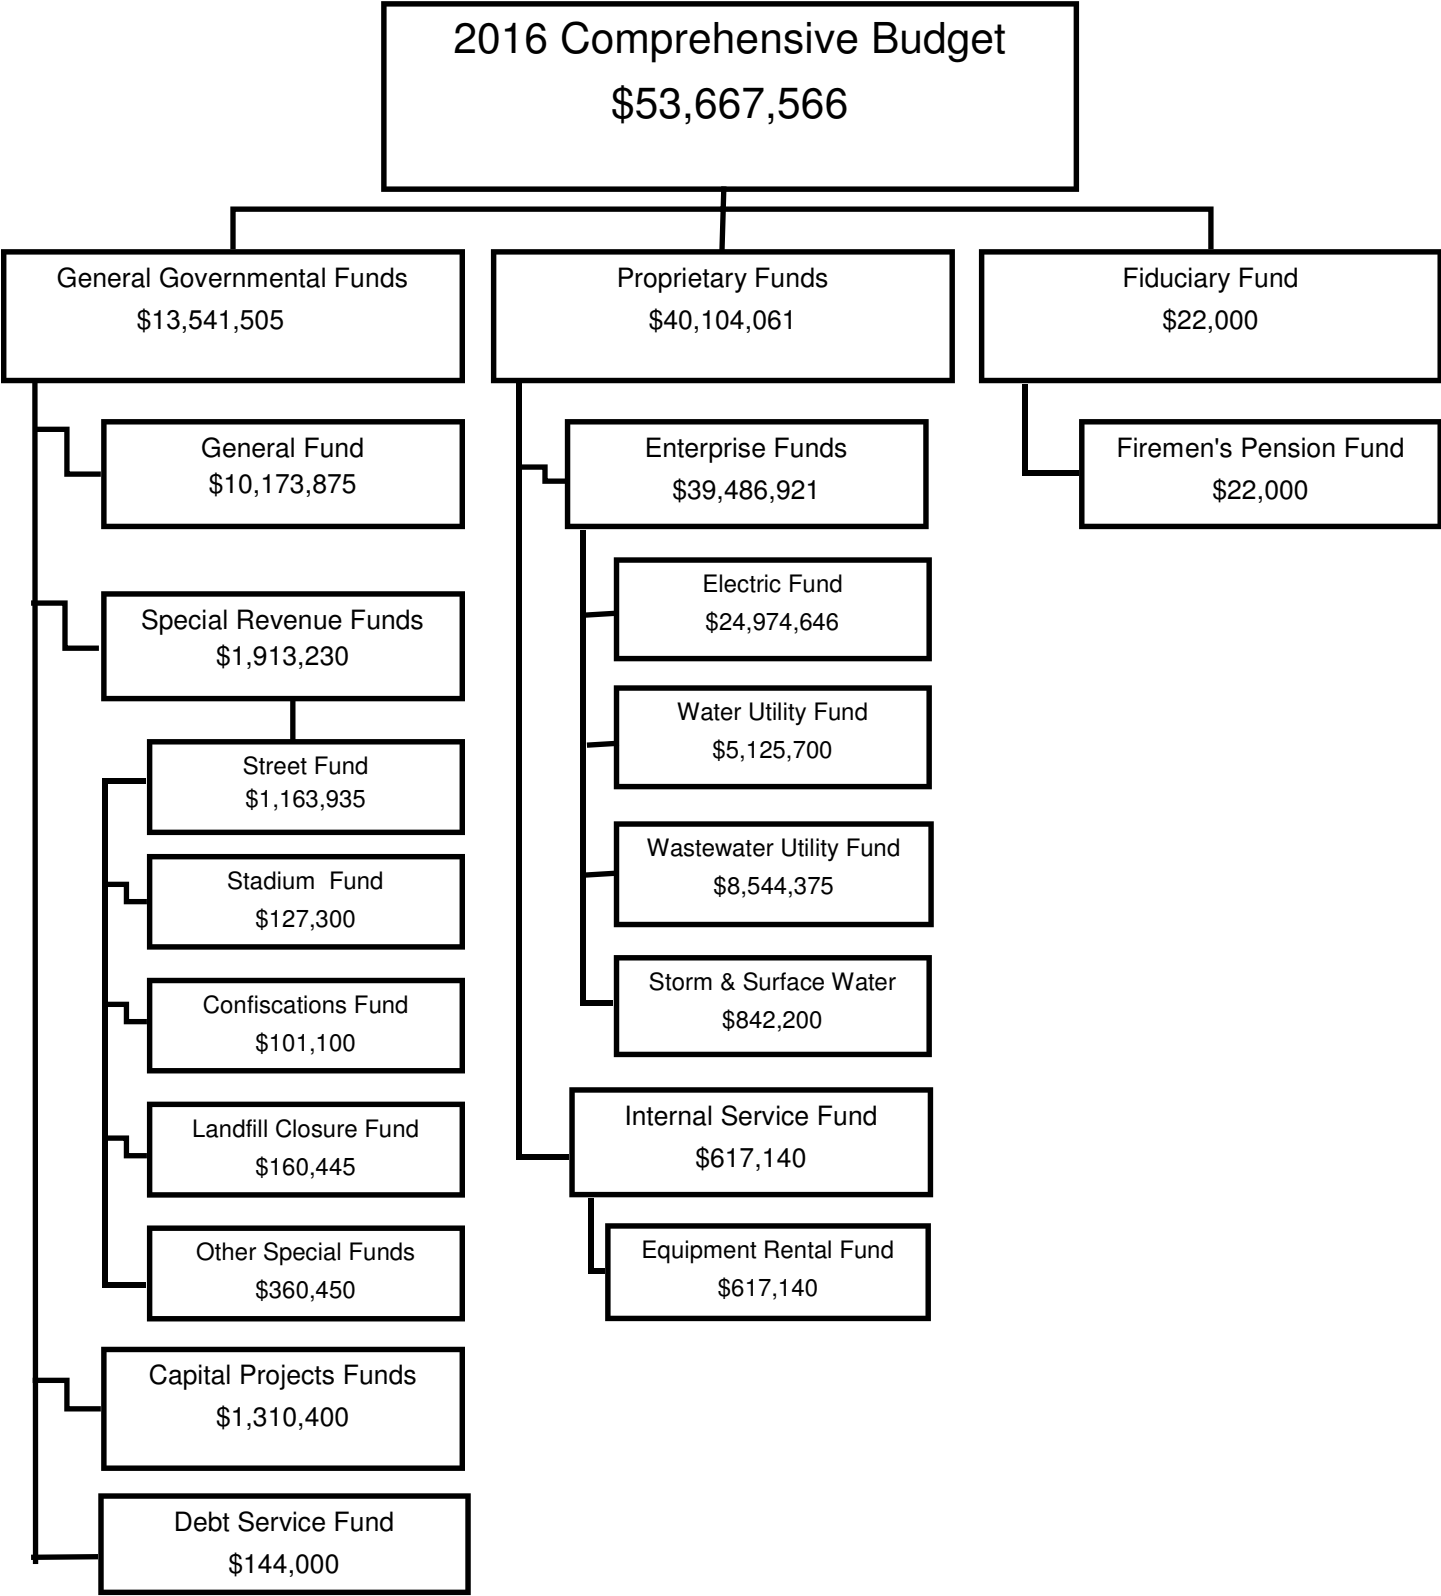 2016 Comprehensive Budget
$53,667,566
General Governmental Funds
$13,541,505
General Fund
$10,173,875
Special Revenue Funds
$1,913,230
Street Fund
$1,163,935
Stadium  Fund
$127,300
Confiscations Fund
$101,100
Landfill Closure Fund
$160,445
Other Special Funds
$360,450
Capital Projects Funds
$1,310,400
Debt Service Fund
$144,000
Proprietary Funds
$40,104,061
Enterprise Funds
$39,486,921
Electric Fund
$24,974,646
Water Utility Fund
$5,125,700
Wastewater Utility Fund
$8,544,375
Storm & Surface Water
$842,200
Internal Service Fund
$617,140
Equipment Rental Fund
$617,140
Fiduciary Fund
$22,000
Firemen's Pension Fund
$22,000